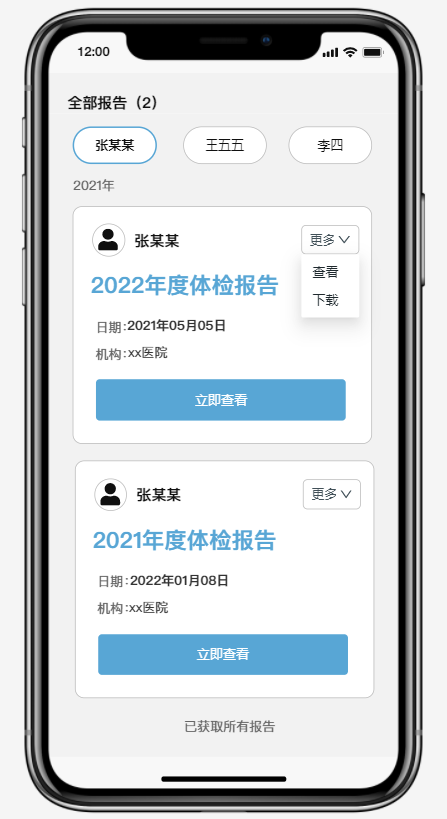 12:00
全部报告（2）
张某某 王五五 李四
2021年
张某某 更多
查看
2022年度体检报告
下载
日期:2021年05月05日
机构:xx医院
立即查看
张某某 更多
2021年度体检报告
日期:2022年01月08日
机构:xx医院
立即查看
已获取所有报告